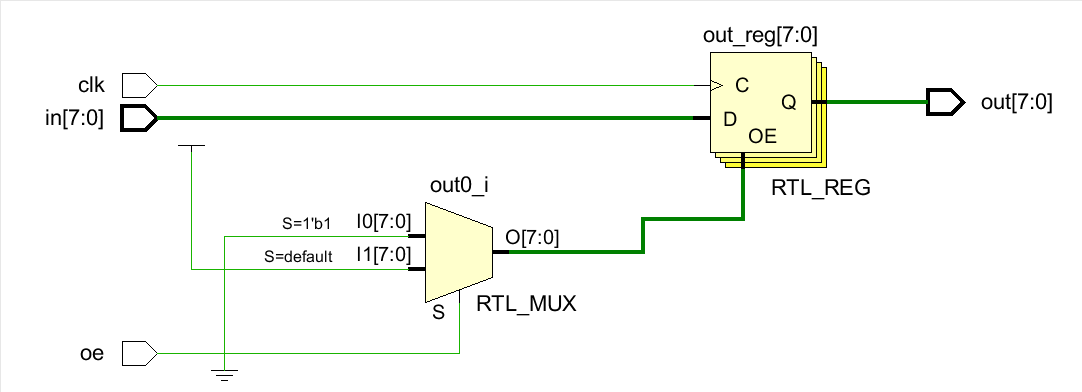 out_reg[7:0]
clk
C
in[7:0]
Q
out[7:0]
D
OE
RTL_REG
out0_i
S=1'b1
I0[7:0]
O[7:0]
S=default
I1[7:0]
S
RTL_MUX
oe